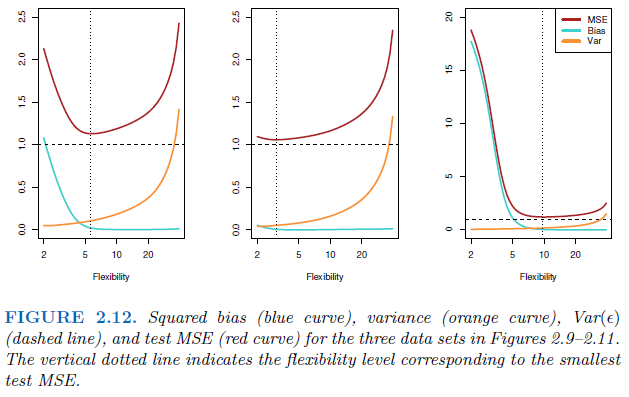 2.5
2.0
1.5
1.0
0.5
0.0
2 5 10 20
Flexibility
2.5
2.0
1.5
1.0
0.5
0.0
2 5 10 20
Flexibility
20
15
10
5
0
2 5 10 20
Flexibility
MSE
Bias
Var
FIGURE 2.12. Squared bias (blue curve), variance (orange curve), Var(ϵ)
(dashed line), and test MSE (red curve) for the three data sets in Figures 2.9–2.11.
The vertical dotted line indicates the flexibility level corresponding to the smallest
test MSE.